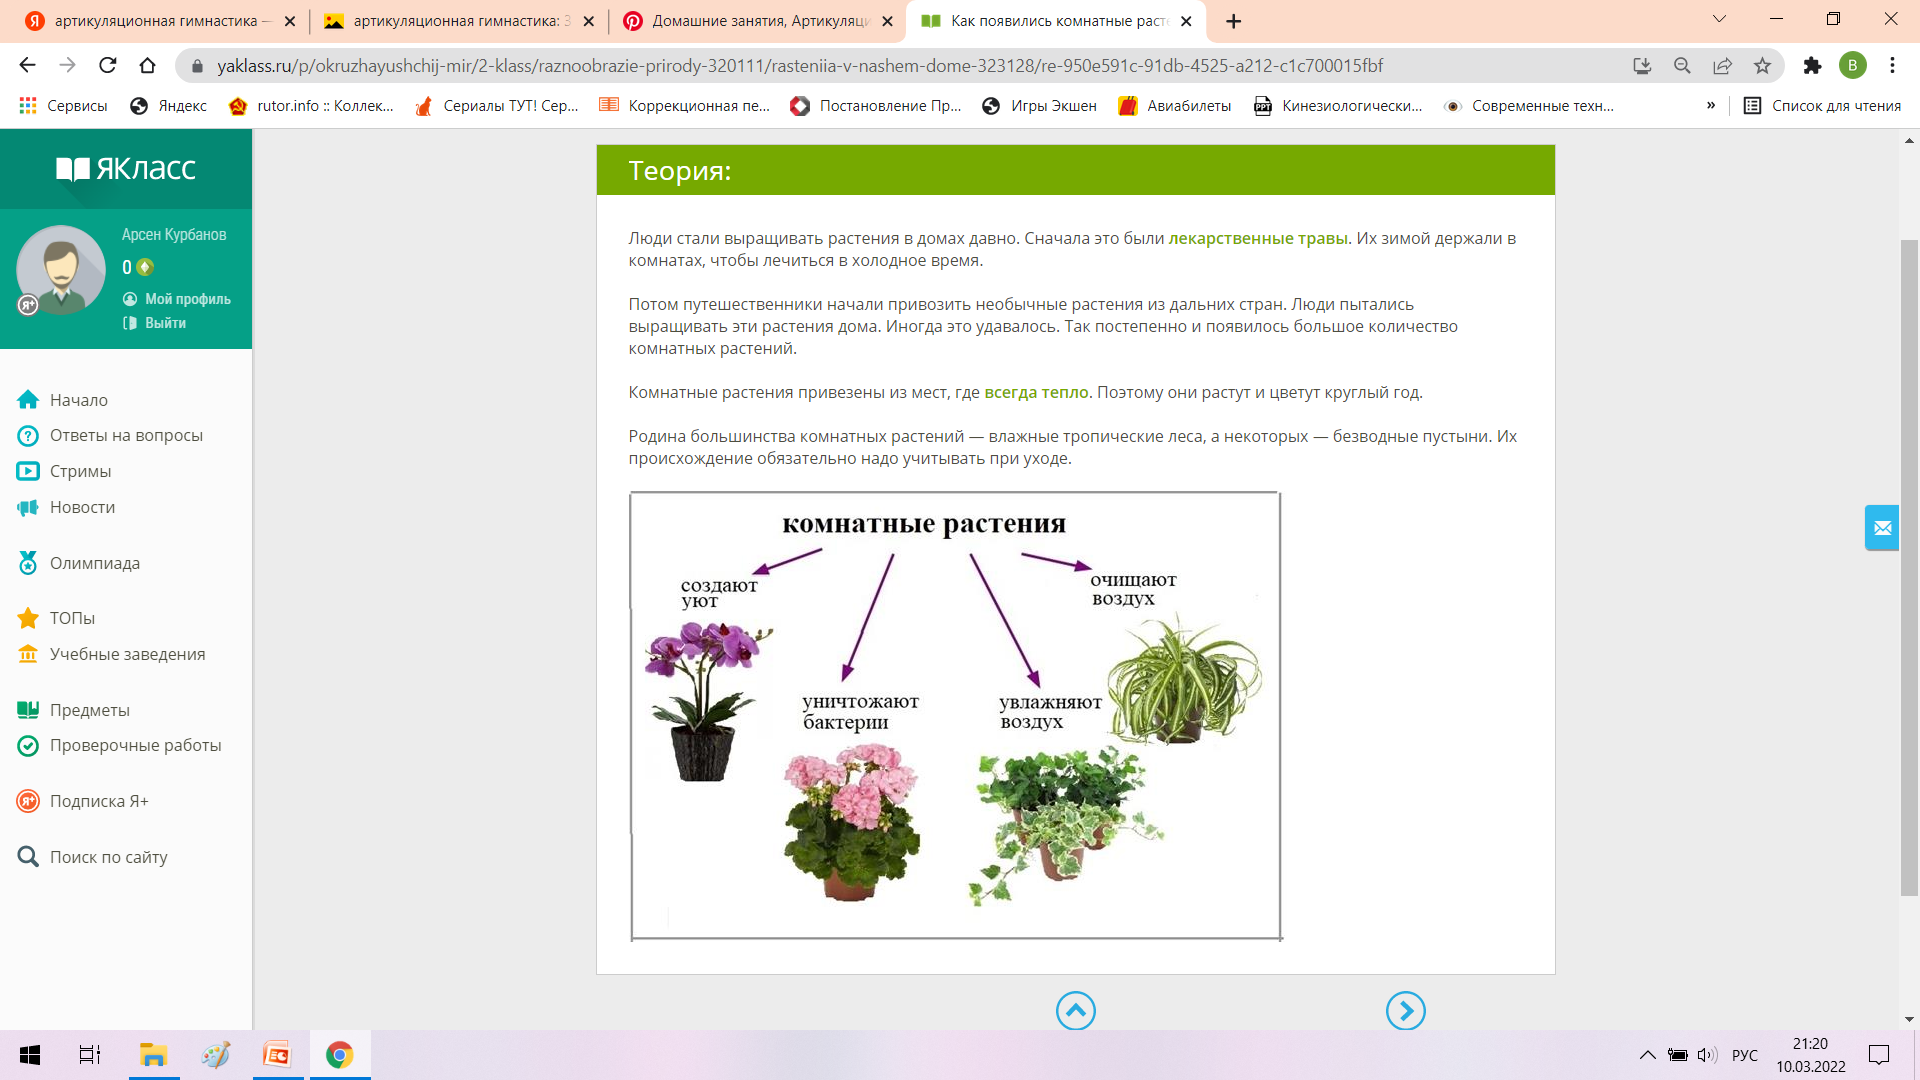 артикуляционная гимнастика —
артикуляционная гимнастика: З
Домашние занятия, Артикуляци
Как появились комнатные расте
yaklass.ru/p/okruzhayushchij-mir/2-klass/raznoobrazie-prirody-320111/rasteniia-v-nashem-dome-323128/re-950e591c-91db-4525-a212-c1c700015fbf
B
Сервисы
Яндекс
rutor.info :: Коллек...
Сериалы ТУТ! Сер...
Коррекционная пе...
Постановление Пр...
Игры Экшен
Авиабилеты
Кинезиологически...
Современные техн...
»
Список для чтения
ЯКласс
Арсен Курбанов
0
Я+
Мой профиль
Выйти
Начало
Ответы на вопросы
Стримы
Новости
Олимпиада
ТОПы
Учебные заведения
Предметы
Проверочные работы
Подписка Я+
Поиск по сайту
Теория:
Люди стали выращивать растения в домах давно. Сначала это были лекарственные травы. Их зимой держали в
комнатах, чтобы лечиться в холодное время.
Потом путешественники начали привозить необычные растения из дальних стран. Люди пытались
выращивать эти растения дома. Иногда это удавалось. Так постепенно и появилось большое количество
комнатных растений.
Комнатные растения привезены из мест, где всегда тепло. Поэтому они растут и цветут круглый год.
Родина большинства комнатных растений — влажные тропические леса, а некоторых — безводные пустыни. Их
происхождение обязательно надо учитывать при уходе.
комнатные растения
создают
уют
очищают
воздух
уничтожают
бактерии
увлажняют
воздух
РУС
21:20
10.03.2022